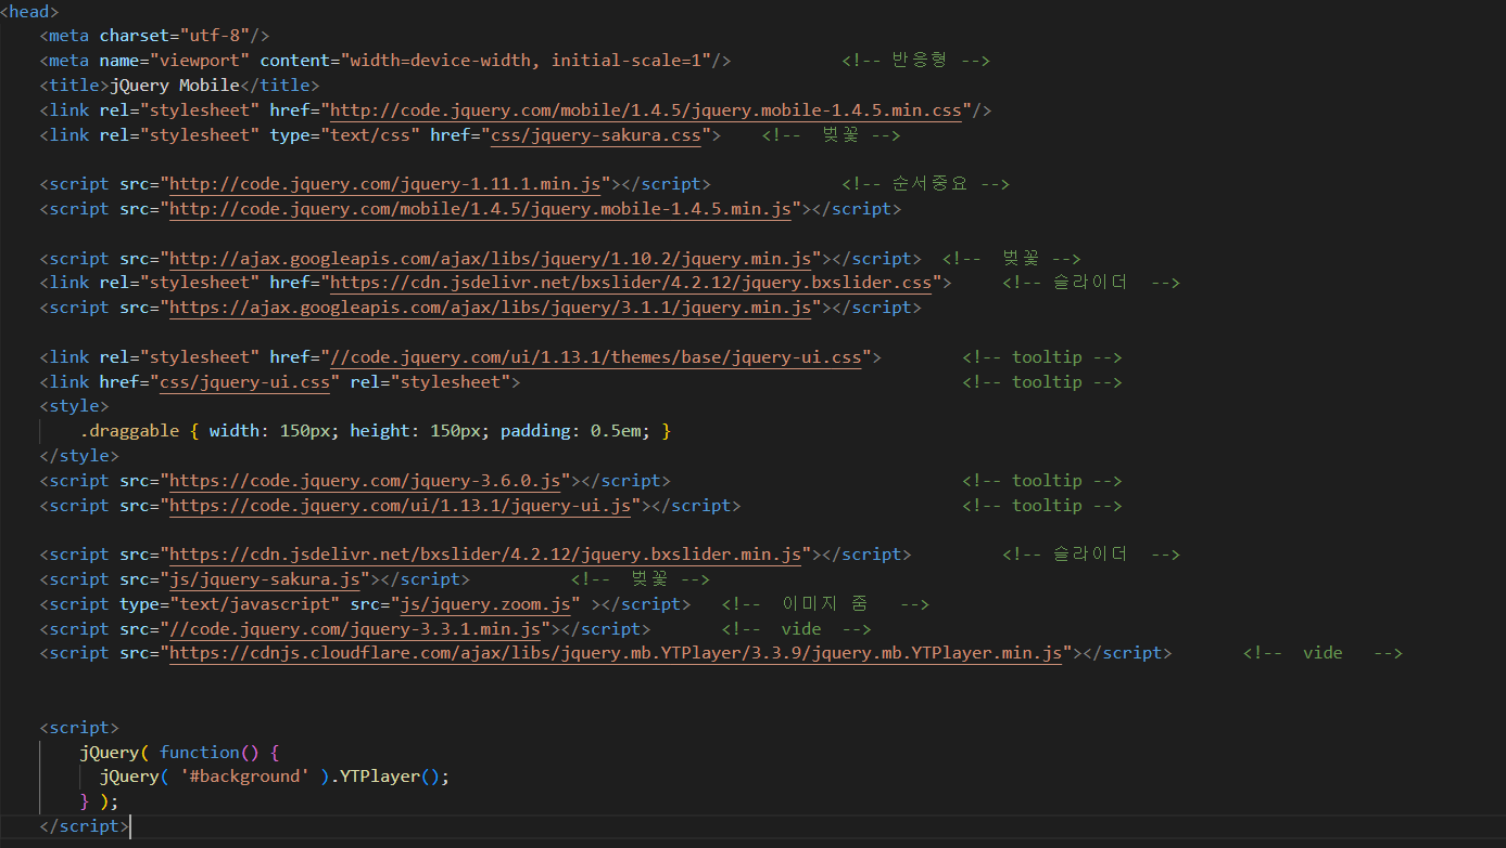 <head>
<meta charset="utf-8"/>
<meta name="viewport" content="width=device-width, initial-scale=1"/> <!-- 반응형 -->
<title>jQuery Mobile</title>
<link rel="stylesheet" href="http://code.jquery.com/mobile/1.4.5/jquery.mobile-1.4.5.min.css"/>
<link rel="stylesheet" type="text/css" href="css/jquery-sakura.css"> <!-- 벚꽃 -->
<script src="http://code.jquery.com/jquery-1.11.1.min.js"></script> <!-- 순서중요 -->
<script src="http://code.jquery.com/mobile/1.4.5/jquery.mobile-1.4.5.min.js"></script>
<script src="http://ajax.googleapis.com/ajax/libs/jquery/1.10.2/jquery.min.js"></script> <!-- 벚꽃 -->
<link rel="stylesheet" href="https://cdn.jsdelivr.net/bxslider/4.2.12/jquery.bxslider.css"> <!-- 슬라이더 -->
<script src="https://ajax.googleapis.com/ajax/libs/jquery/3.1.1/jquery.min.js"></script>
<link rel="stylesheet" href="//code.jquery.com/ui/1.13.1/themes/base/jquery-ui.css"> <!-- tooltip -->
<link href="css/jquery-ui.css" rel="stylesheet"> <!-- tooltip -->
<style>
.draggable { width: 150px; height: 150px; padding: 0.5em; }
</style>
<script src="https://code.jquery.com/jquery-3.6.0.js"></script> <!-- tooltip -->
<script src="https://code.jquery.com/ui/1.13.1/jquery-ui.js"></script> <!-- tooltip -->
<script src="https://cdn.jsdelivr.net/bxslider/4.2.12/jquery.bxslider.min.js"></script> <!-- 슬라이더 -->
<script src="js/jquery-sakura.js"></script> <!-- 벚꽃 -->
<script type="text/javascript" src="js/jquery.zoom.js" ></script> <!-- 이미지 줌 -->
<script src="//code.jquery.com/jquery-3.3.1.min.js"></script> <!-- vide -->
<script src="https://cdnjs.cloudflare.com/ajax/libs/jquery.mb.YTPlayer/3.3.9/jquery.mb.YTPlayer.min.js"></script> <!-- vide -->
<script>
jQuery( function() {
jQuery( '#background' ).YTPlayer();
} );
</script>